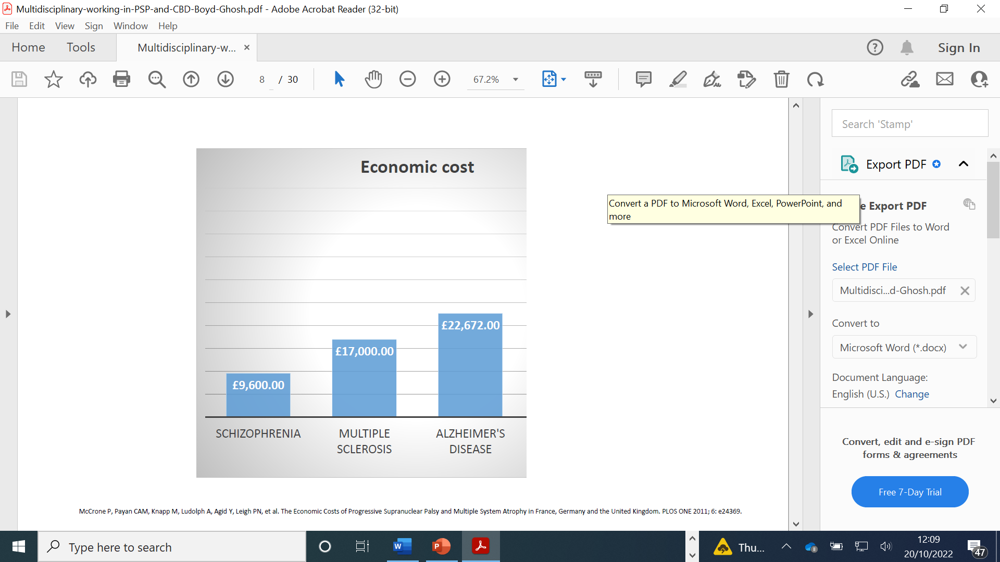 Multidisciplinary-working-in-PSP-and-CBD-Boyd-Ghosh.pdf - Adobe Acrobat Reader (32-bit)
File Edit View Sign Window Help
Home Tools Multidisciplinary-w... × Sign In
8 / 30 67.2%
Economic cost
£9,600.00
£17,000.00
£22,672.00
SCHIZOPHRENIA
MULTIPLE
SCLEROSIS
ALZHEIMER'S
DISEASE
McCrone P, Payan CAM, Knapp M, Ludolph A, Agid Y, Leigh PN, et al. The Economic Costs of Progressive Supranuclear Palsy and Multiple System Atrophy in France, Germany and the United Kingdom. PLOS ONE 2011; 6: e24369.
Convert a PDF to Microsoft Word, Excel, PowerPoint, and
more
Search 'Stamp'
Export PDF
e Export PDF
Convert PDF Files to Word
or Excel Online
Select PDF File
Multidisci...d-Ghosh.pdf
Convert to
Microsoft Word (*.docx)
Document Language:
English (U.S.) Change
Convert, edit and e-sign PDF
forms & agreements
Free 7-Day Trial
Type here to search
Thu...
12:09
20/10/2022
47